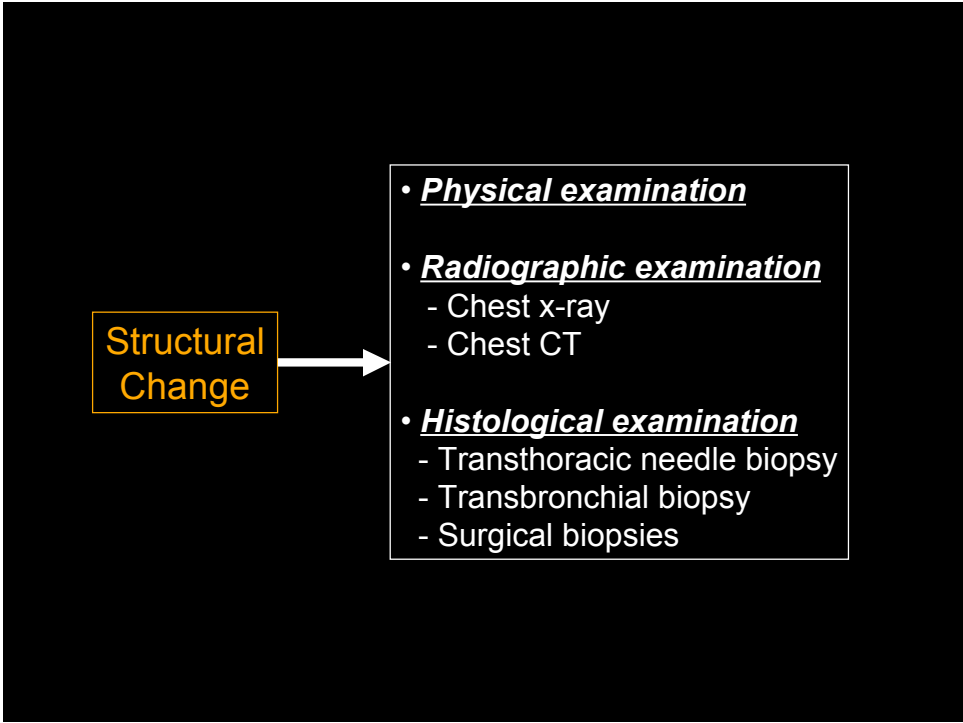 Structural
Change
• Physical examination
• Radiographic examination
- Chest x-ray
- Chest CT
• Histological examination
- Transthoracic needle biopsy
- Transbronchial biopsy
- Surgical biopsies